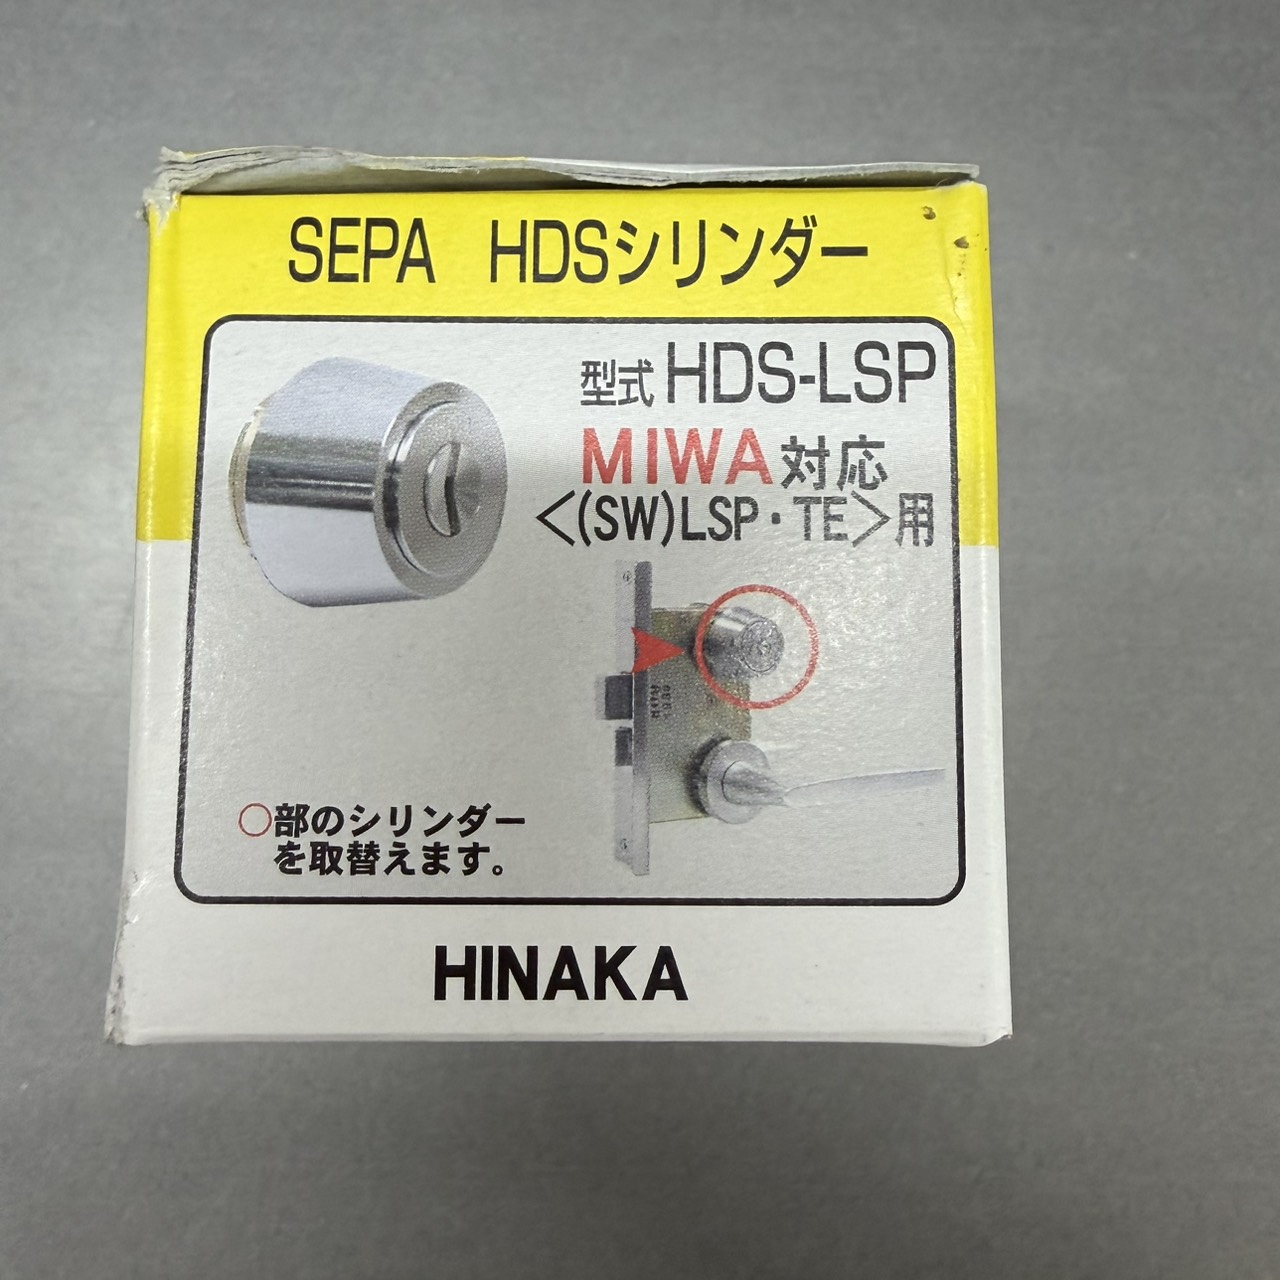 SEPA HDSシリンダー
型式 HDS-LSP
MIWA対応
<(SW)LSP・TE>用
○部のシリンダー
を取替えます。
HINAKA